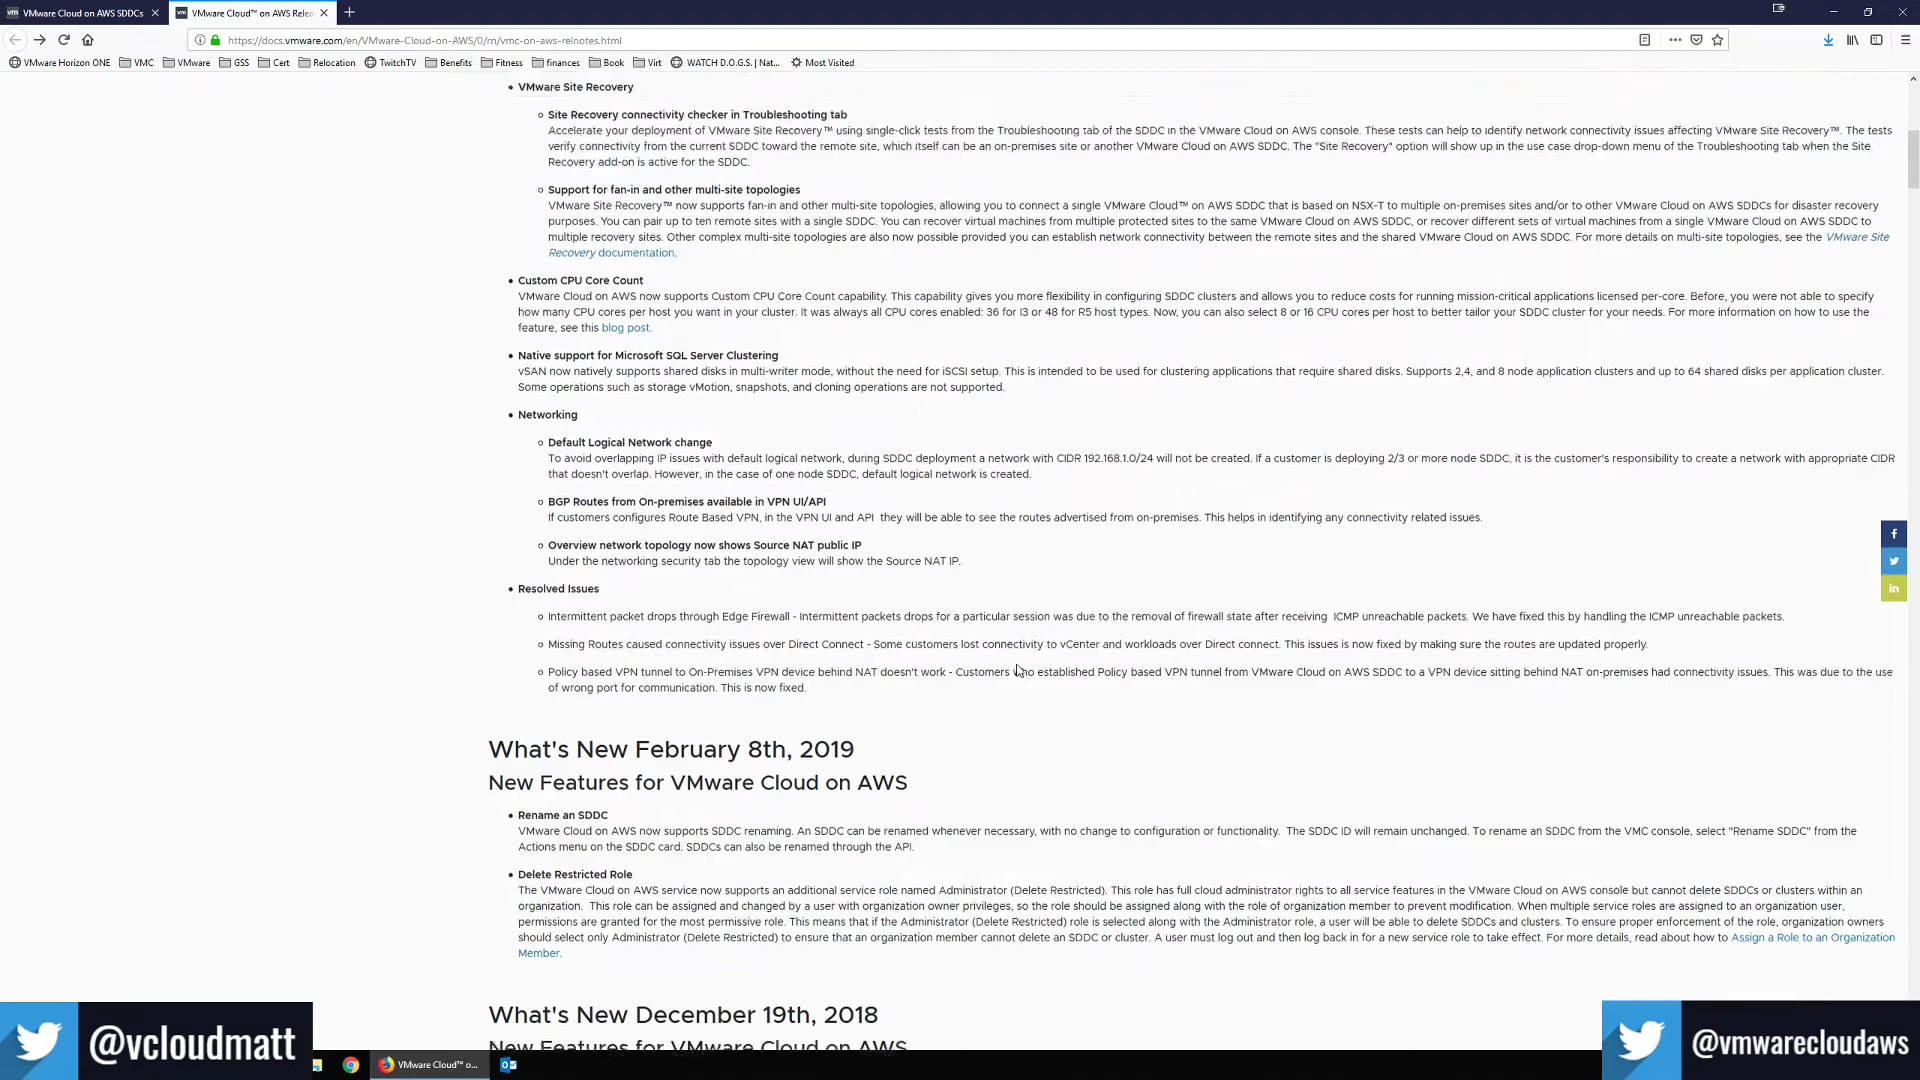 VMware Cloud on AWS SDDCs
VMware Cloud™ on AWS Relea
https://docs.vmware.com/en/VMware-Cloud-on-AWS/0/rn/vmc-on-aws-relnotes.html
VMware Horizon ONE VMC VMware GSS Cert Relocation TwitchTV Benefits Fitness finances Book Virt WATCH D.O.G.S. | Nat... Most Visited
• VMware Site Recovery
Site Recovery connectivity checker in Troubleshooting tab
Accelerate your deployment of VMware Site Recovery™ using single-click tests from the Troubleshooting tab of the SDDC in the VMware Cloud on AWS console. These tests can help to identify network connectivity issues affecting VMware Site Recovery™. The tests
verify connectivity from the current SDDC toward the remote site, which itself can be an on-premises site or another VMware Cloud on AWS SDDC. The "Site Recovery" option will show up in the use case drop-down menu of the Troubleshooting tab when the Site
Recovery add-on is active for the SDDC.
Support for fan-in and other multi-site topologies
VMware Site Recovery™ now supports fan-in and other multi-site topologies, allowing you to connect a single VMware Cloud™ on AWS SDDC that is based on NSX-T to multiple on-premises sites and/or to other VMware Cloud on AWS SDDCs for disaster recovery
purposes. You can pair up to ten remote sites with a single SDDC. You can recover virtual machines from multiple protected sites to the same VMware Cloud on AWS SDDC, or recover different sets of virtual machines from a single VMware Cloud on AWS SDDC to
multiple recovery sites. Other complex multi-site topologies are also now possible provided you can establish network connectivity between the remote sites and the shared VMware Cloud on AWS SDDC. For more details on multi-site topologies, see the VMware Site
Recovery documentation.
• Custom CPU Core Count
VMware Cloud on AWS now supports Custom CPU Core Count capability. This capability gives you more flexibility in configuring SDDC clusters and allows you to reduce costs for running mission-critical applications licensed per-core. Before, you were not able to specify
how many CPU cores per host you want in your cluster. It was always all CPU cores enabled: 36 for I3 or 48 for R5 host types. Now, you can also select 8 or 16 CPU cores per host to better tailor your SDDC cluster for your needs. For more information on how to use the
feature, see this blog post.
• Native support for Microsoft SQL Server Clustering
vSAN now natively supports shared disks in multi-writer mode, without the need for iSCSI setup. This is intended to be used for clustering applications that require shared disks. Supports 2,4, and 8 node application clusters and up to 64 shared disks per application cluster.
Some operations such as storage vMotion, snapshots, and cloning operations are not supported.
• Networking
Default Logical Network change
To avoid overlapping IP issues with default logical network, during SDDC deployment a network with CIDR 192.168.1.0/24 will not be created. If a customer is deploying 2/3 or more node SDDC, it is the customer's responsibility to create a network with appropriate CIDR
that doesn't overlap. However, in the case of one node SDDC, default logical network is created.
BGP Routes from On-premises available in VPN UI/API
If customers configures Route Based VPN, in the VPN UI and API they will be able to see the routes advertised from on-premises. This helps in identifying any connectivity related issues.
Overview network topology now shows Source NAT public IP
Under the networking security tab the topology view will show the Source NAT IP.
• Resolved Issues
Intermittent packet drops through Edge Firewall - Intermittent packets drops for a particular session was due to the removal of firewall state after receiving ICMP unreachable packets. We have fixed this by handling the ICMP unreachable packets.
Missing Routes caused connectivity issues over Direct Connect - Some customers lost connectivity to vCenter and workloads over Direct connect. This issues is now fixed by making sure the routes are updated properly.
Policy based VPN tunnel to On-Premises VPN device behind NAT doesn't work - Customers who established Policy based VPN tunnel from VMware Cloud on AWS SDDC to a VPN device sitting behind NAT on-premises had connectivity issues. This was due to the use
of wrong port for communication. This is now fixed.
What's New February 8th, 2019
New Features for VMware Cloud on AWS
• Rename an SDDC
VMware Cloud on AWS now supports SDDC renaming. An SDDC can be renamed whenever necessary, with no change to configuration or functionality. The SDDC ID will remain unchanged. To rename an SDDC from the VMC console, select "Rename SDDC" from the
Actions menu on the SDDC card. SDDCs can also be renamed through the API.
• Delete Restricted Role
The VMware Cloud on AWS service now supports an additional service role named Administrator (Delete Restricted). This role has full cloud administrator rights to all service features in the VMware Cloud on AWS console but cannot delete SDDCs or clusters within an
organization. This role can be assigned and changed by a user with organization owner privileges, so the role should be assigned along with the role of organization member to prevent modification. When multiple service roles are assigned to an organization user,
permissions are granted for the most permissive role. This means that if the Administrator (Delete Restricted) role is selected along with the Administrator role, a user will be able to delete SDDCs and clusters. To ensure proper enforcement of the role, organization owners
should select only Administrator (Delete Restricted) to ensure that an organization member cannot delete an SDDC or cluster. A user must log out and then log back in for a new service role to take effect. For more details, read about how to Assign a Role to an Organization
Member.
What's New December 19th, 2018
New Features for VMware Cloud on AWS
@vcloudmatt
VMware Cloud™ o...
@vmwarecloudaws